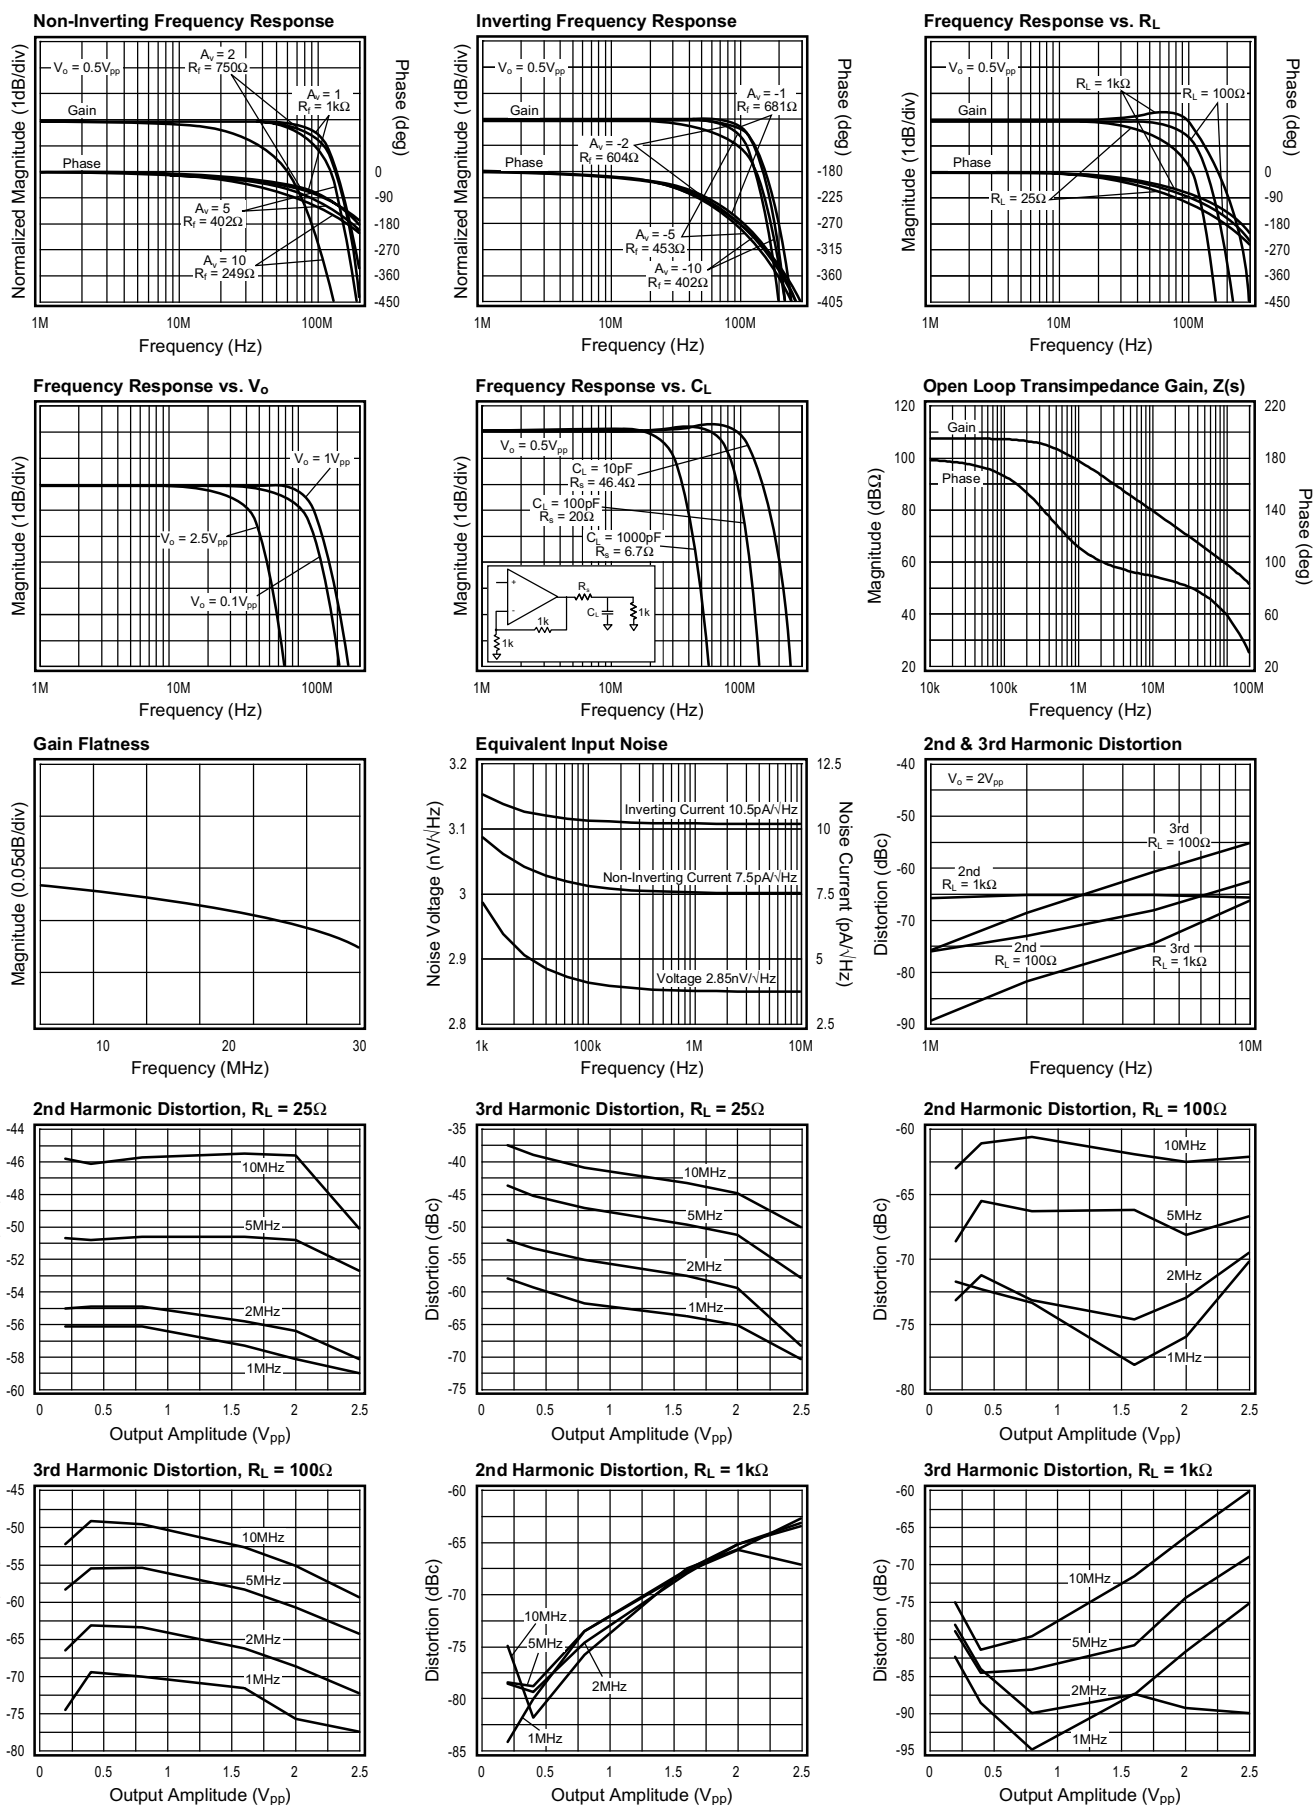 Non-Inverting Frequency Response
Normalized Magnitude (1dB/div)
Phase (deg)
Vo = 0.5Vpp
Av = 2
Rf = 750Ω
Av = 1
Rf = 1kΩ
Gain
Phase
Av = 5
Rf = 402Ω
Av = 10
Rf = 249Ω
0
-90
-180
-270
-360
-450
1M 10M 100M
Frequency (Hz)
Inverting Frequency Response
Normalized Magnitude (1dB/div)
Phase (deg)
Vo = 0.5Vpp
Av = -1
Rf = 681Ω
Av = -2
Rf = 604Ω
Av = -5
Rf = 453Ω
Av = -10
Rf = 402Ω
-180
-225
-270
-315
-360
-405
1M 10M 100M
Frequency (Hz)
Frequency Response vs. RL
Magnitude (1dB/div)
Phase (deg)
Vo = 0.5Vpp
RL = 1kΩ
RL = 100Ω
Gain
Phase
RL = 25Ω
0
-90
-180
-270
-360
-450
1M 10M 100M
Frequency (Hz)
Frequency Response vs. Vo
Magnitude (1dB/div)
Vo = 1Vpp
Vo = 2.5Vpp
Vo = 0.1Vpp
1M 10M 100M
Frequency (Hz)
Frequency Response vs. CL
Magnitude (1dB/div)
Vo = 0.5Vpp
CL = 10pF
Rs = 46.4Ω
CL = 100pF
Rs = 20Ω
CL = 1000pF
Rs = 6.7Ω
+
-
Rs
CL
1k
1k
1k
1M 10M 100M
Frequency (Hz)
Open Loop Transimpedance Gain, Z(s)
Magnitude (dBΩ)
Phase (deg)
120
100
80
60
40
20
Gain
Phase
220
180
140
100
60
20
10k 100k 1M 10M 100M
Frequency (Hz)
Gain Flatness
Magnitude (0.05dB/div)
10 20 30
Frequency (MHz)
Equivalent Input Noise
Noise Voltage (nV/√Hz)
Noise Current (pA/√Hz)
3.2
3.1
3
2.9
2.8
Inverting Current 10.5pA/√Hz
Non-Inverting Current 7.5pA/√Hz
Voltage 2.85nV/√Hz
12.5
10
7.5
5
2.5
1k 100k 1M 10M
Frequency (Hz)
2nd & 3rd Harmonic Distortion
Distortion (dBc)
-40
-50
-60
-70
-80
-90
Vo = 2Vpp
3rd
RL = 100Ω
2nd
RL = 1kΩ
2nd
RL = 100Ω
3rd
RL = 1kΩ
1M 10M
Frequency (Hz)
2nd Harmonic Distortion, RL = 25Ω
-44
-46
-48
-50
-52
-54
-56
-58
-60
10MHz
5MHz
2MHz
1MHz
0 0.5 1 1.5 2 2.5
Output Amplitude (Vpp)
3rd Harmonic Distortion, RL = 25Ω
Distortion (dBc)
-35
-40
-45
-50
-55
-60
-65
-70
-75
10MHz
5MHz
2MHz
1MHz
0 0.5 1 1.5 2 2.5
Output Amplitude (Vpp)
2nd Harmonic Distortion, RL = 100Ω
Distortion (dBc)
-60
-65
-70
-75
-80
10MHz
5MHz
2MHz
1MHz
0 0.5 1 1.5 2 2.5
Output Amplitude (Vpp)
3rd Harmonic Distortion, RL = 100Ω
-45
-50
-55
-60
-65
-70
-75
-80
10MHz
5MHz
2MHz
1MHz
0 0.5 1 1.5 2 2.5
Output Amplitude (Vpp)
2nd Harmonic Distortion, RL = 1kΩ
Distortion (dBc)
-60
-65
-70
-75
-80
-85
10MHz
5MHz
2MHz
1MHz
0 0.5 1 1.5 2 2.5
Output Amplitude (Vpp)
3rd Harmonic Distortion, RL = 1kΩ
Distortion (dBc)
-60
-65
-70
-75
-80
-85
-90
-95
10MHz
5MHz
2MHz
1MHz
0 0.5 1 1.5 2 2.5
Output Amplitude (Vpp)